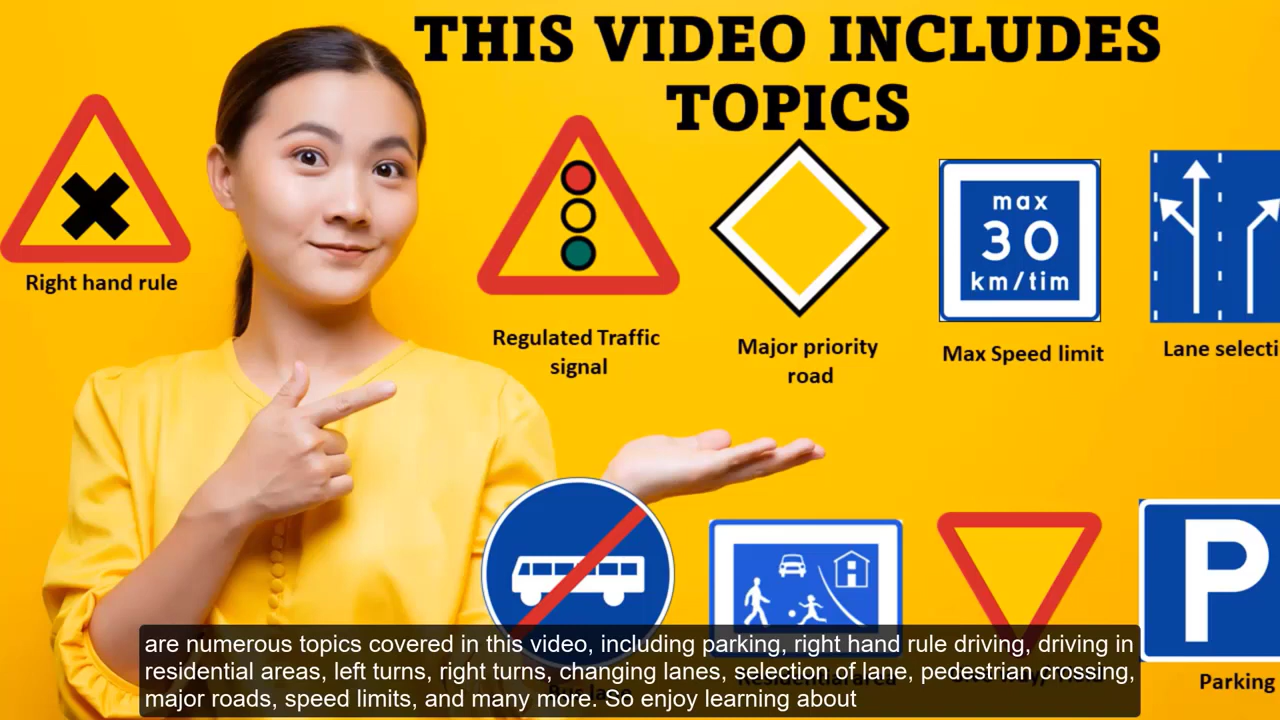 THIS VIDEO INCLUDES
TOPICS
max
30
km/tim
Right hand rule
Regulated Traffic
signal
Major priority
road
Max Speed limit
Lane selecti
P
Parking
are numerous topics covered in this video, including parking, right hand rule driving, driving in
residential areas, left turns, right turns, changing lanes, selection of lane, pedestrian crossing,
major roads, speed limits, and many more. So enjoy learning about